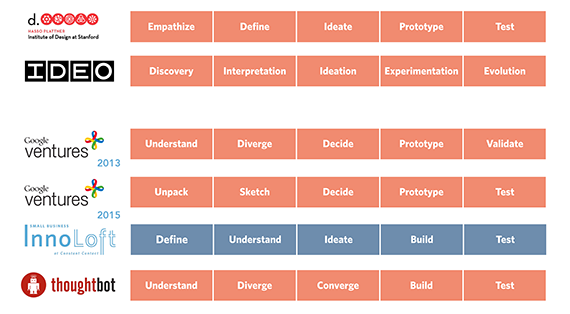 d.
HASSO PLATTNER
Institute of Design at Stanford
Empathize Define Ideate Prototype Test
IDEO
Discovery Interpretation Ideation Experimentation Evolution
Google
ventures
2013
Understand Diverge Decide Prototype Validate
Google
ventures
2015
Unpack Sketch Decide Prototype Test
SMALL BUSINESS
InnoLoft
at Constant Contact
Define Understand Ideate Build Test
thoughtbot
Understand Diverge Converge Build Test